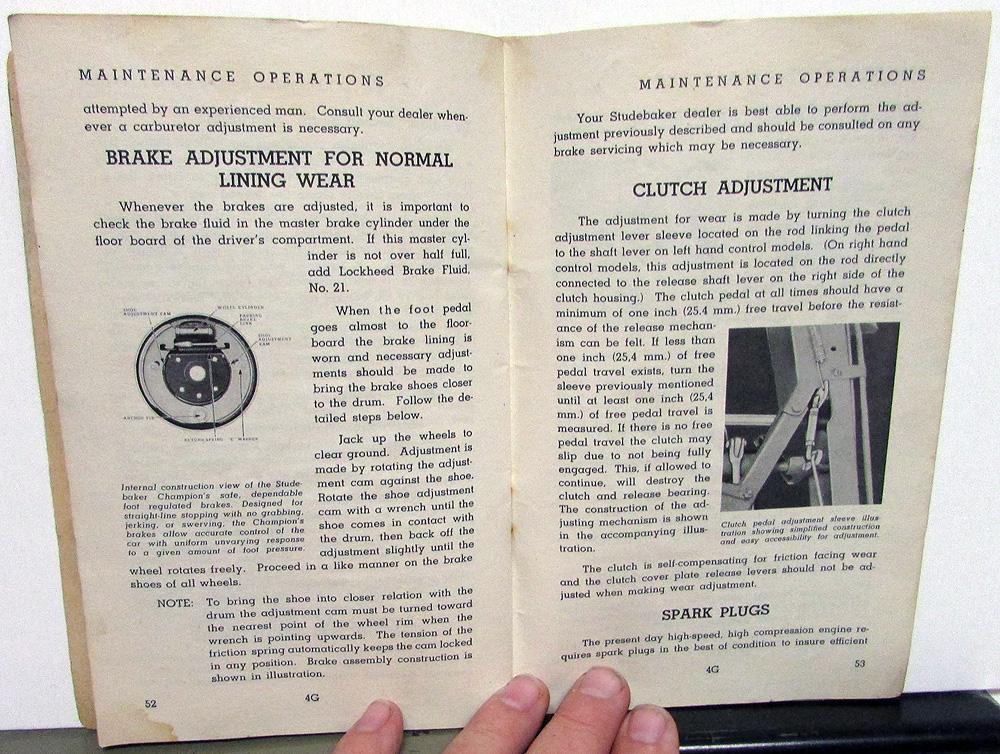 MAINTENANCE OPERATIONS
attempted by an experienced man. Consult your dealer when-
ever a carburetor adjustment is necessary.
BRAKE ADJUSTMENT FOR NORMAL
LINING WEAR
Whenever the brakes are adjusted, it is important to
check the brake fluid in the master brake cylinder under the
floor board of the driver's compartment. If this master cyl-
inder is not over half full,
add Lockheed Brake Fluid,
No. 21.
When the foot pedal
goes almost to the floor-
board the brake lining is
worn and necessary adjust-
ments should be made to
bring the brake shoes closer
to the drum. Follow the de-
tailed steps below.
Jack up the wheels to
clear ground. Adjustment is
made by rotating the adjust-
ment cam against the shoe.
Rotate the shoe adjustment
cam with a wrench until the
shoe comes in contact with
the drum, then back off the
adjustment slightly until the
wheel rotates freely. Proceed in a like manner on the brake
shoes of all wheels.
SHOE
ADJUSTMENT CAM
WHEEL CYLINDER
PARKING
BRAKE
LINK
SHOE
ADJUSTMENT
CAM
ANCHOR PIN
RETURN SPRING
"C" WASHER
Internal construction view of the Stude-
baker Champion's safe, dependable
foot regulated brakes. Designed for
straight-line stopping with no grabbing,
jerking, or swerving, the Champion's
brakes allow accurate control of the
car with uniform unvarying response
to a given amount of foot pressure.
NOTE: To bring the shoe into closer relation with the
drum the adjustment cam must be turned toward
the nearest point of the wheel rim when the
wrench is pointing upwards. The tension of the
friction spring automatically keeps the cam locked
in any position. Brake assembly construction is
shown in illustration.
52
4G
MAINTENANCE OPERATIONS
Your Studebaker dealer is best able to perform the ad-
justment previously described and should be consulted on any
brake servicing which may be necessary.
CLUTCH ADJUSTMENT
The adjustment for wear is made by turning the clutch
adjustment lever sleeve located on the rod linking the pedal
to the shaft lever on left hand control models. (On right hand
control models, this adjustment is located on the rod directly
connected to the release shaft lever on the right side of the
clutch housing.) The clutch pedal at all times should have a
minimum of one inch (25.4 mm.) free travel before the resist-
ance of the release mechan-
ism can be felt. If less than
one inch (25,4 mm.) of free
pedal travel exists, turn the
sleeve previously mentioned
until at least one inch (25,4
mm.) of free pedal travel is
measured. If there is no free
pedal travel the clutch may
slip due to not being fully
engaged. This, if allowed to
continue, will destroy the
clutch and release bearing.
The construction of the ad-
justing mechanism is shown
in the accompanying illus-
tration.
Clutch pedal adjustment sleeve illus-
tration showing simplified construction
and easy accessibility for adjustment.
The clutch is self-compensating for friction facing wear
and the clutch cover plate release levers should not be ad-
justed when making wear adjustment.
SPARK PLUGS
The present day high-speed, high compression engine re-
quires spark plugs in the best of condition to insure efficient
4G
53